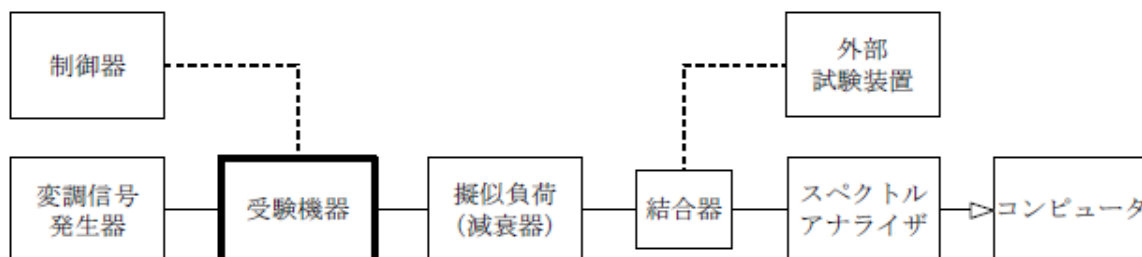 制御器
外部
試験装置
変調信号
発生器
受験機器
擬似負荷
(減衰器)
結合器
スペクトル
アナライザ
コンピュータ